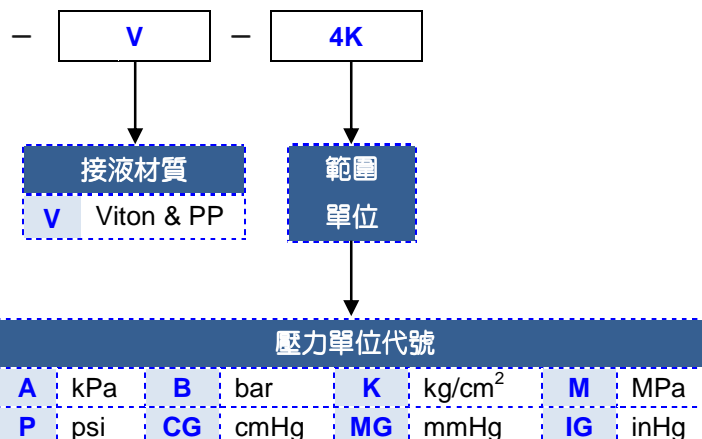 – V – 4K
接液材質
V Viton & PP
範圍
單位
壓力單位代號
A kPa B bar K kg/cm² M MPa
P psi CG cmHg MG mmHg IG inHg